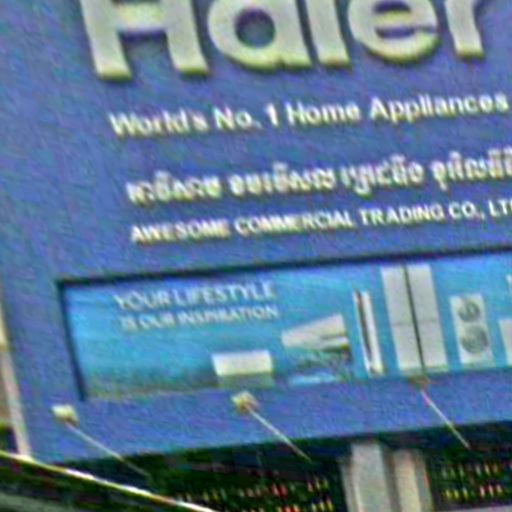 Haier
World's No. 1 Home Appliances
AWESOME COMMERCIAL TRADING CO., LT
YOUR LIFESTYLE
IS OUR INSPIRATION